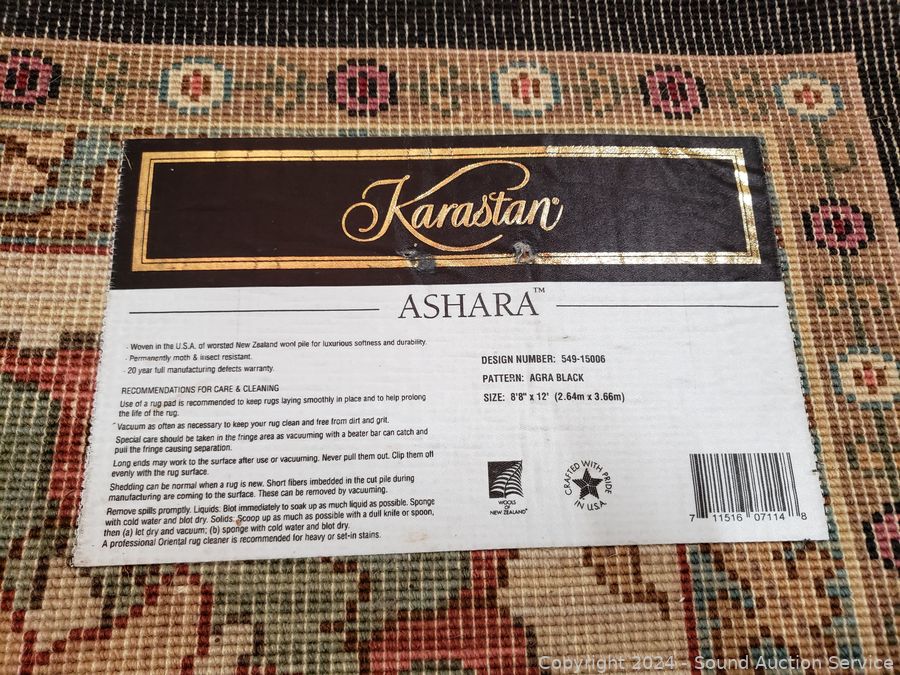 Karastan®
ASHARA™
- Woven in the U.S.A. of worsted New Zealand wool pile for luxurious softness and durability.
- Permanently moth & insect resistant.
- 20 year full manufacturing defects warranty.
RECOMMENDATIONS FOR CARE & CLEANING
Use of a rug pad is recommended to keep rugs laying smoothly in place and to help prolong
the life of the rug.
Vacuum as often as necessary to keep your rug clean and free from dirt and grit.
Special care should be taken in the fringe area as vacuuming with a beater bar can catch and
pull the fringe causing separation.
Long ends may work to the surface after use or vacuuming. Never pull them out. Clip them off
evenly with the rug surface.
Shedding can be normal when a rug is new. Short fibers imbedded in the cut pile during
manufacturing are coming to the surface. These can be removed by vacuuming.
Remove spills promptly. Liquids: Blot immediately to soak up as much liquid as possible. Sponge
with cold water and blot dry. Solids: Scoop up as much as possible with a dull knife or spoon,
then (a) let dry and vacuum; (b) sponge with cold water and blot dry.
A professional Oriental rug cleaner is recommended for heavy or set-in stains.
DESIGN NUMBER: 549-15006
PATTERN: AGRA BLACK
SIZE: 8'8" x 12' (2.64m x 3.66m)
WOOLS
OF
NEW ZEALAND
CRAFTED WITH PRIDE
IN U.S.A.
7 11516 07114 8
Copyright 2024 - Sound Auction Service